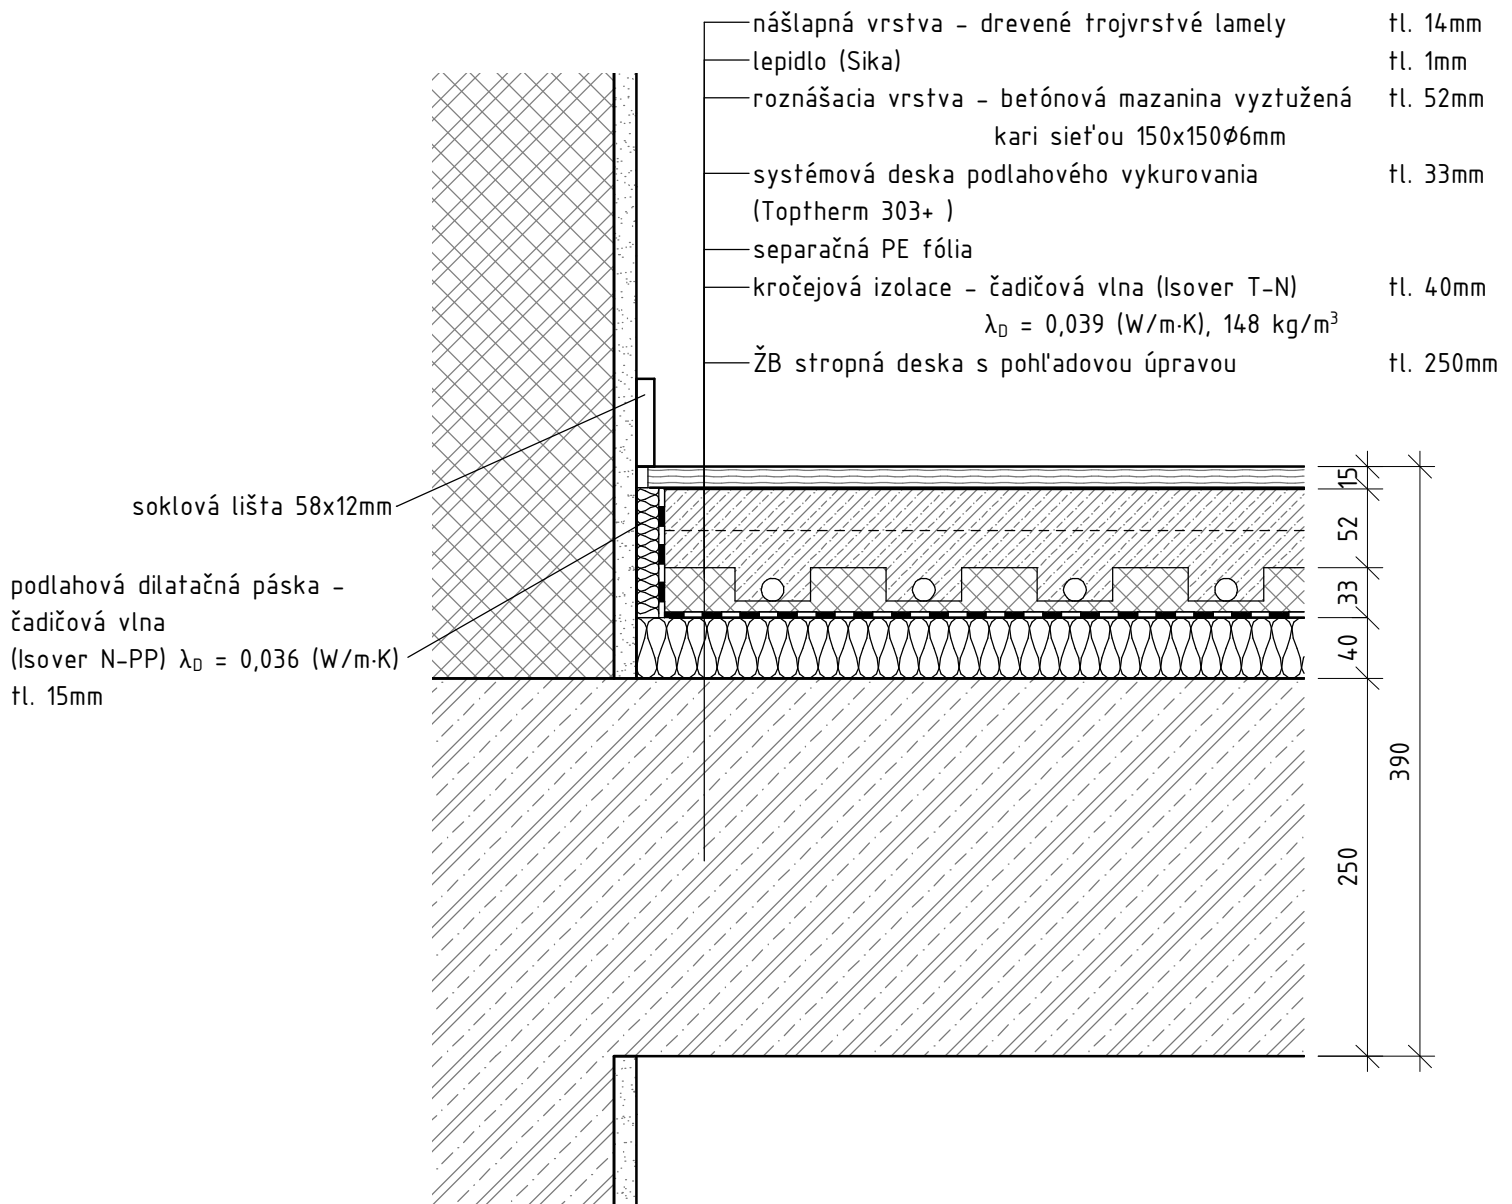 nášlapná vrstva - drevené trojvrstvé lamely tl. 14mm
lepidlo (Sika) tl. 1mm
roznášacia vrstva - betónová mazanina vyztužená tl. 52mm
kari sieťou 150x150Ø6mm
systémová deska podlahového vykurovania tl. 33mm
(Toptherm 303+ )
separačná PE fólia
kročejová izolace - čadičová vlna (Isover T-N) tl. 40mm
λD = 0,039 (W/m·K), 148 kg/m³
ŽB stropná deska s pohľadovou úpravou tl. 250mm
soklová lišta 58x12mm
podlahová dilatačná páska -
čadičová vlna
(Isover N-PP) λD = 0,036 (W/m·K)
tl. 15mm
15
52
33
40
250
390